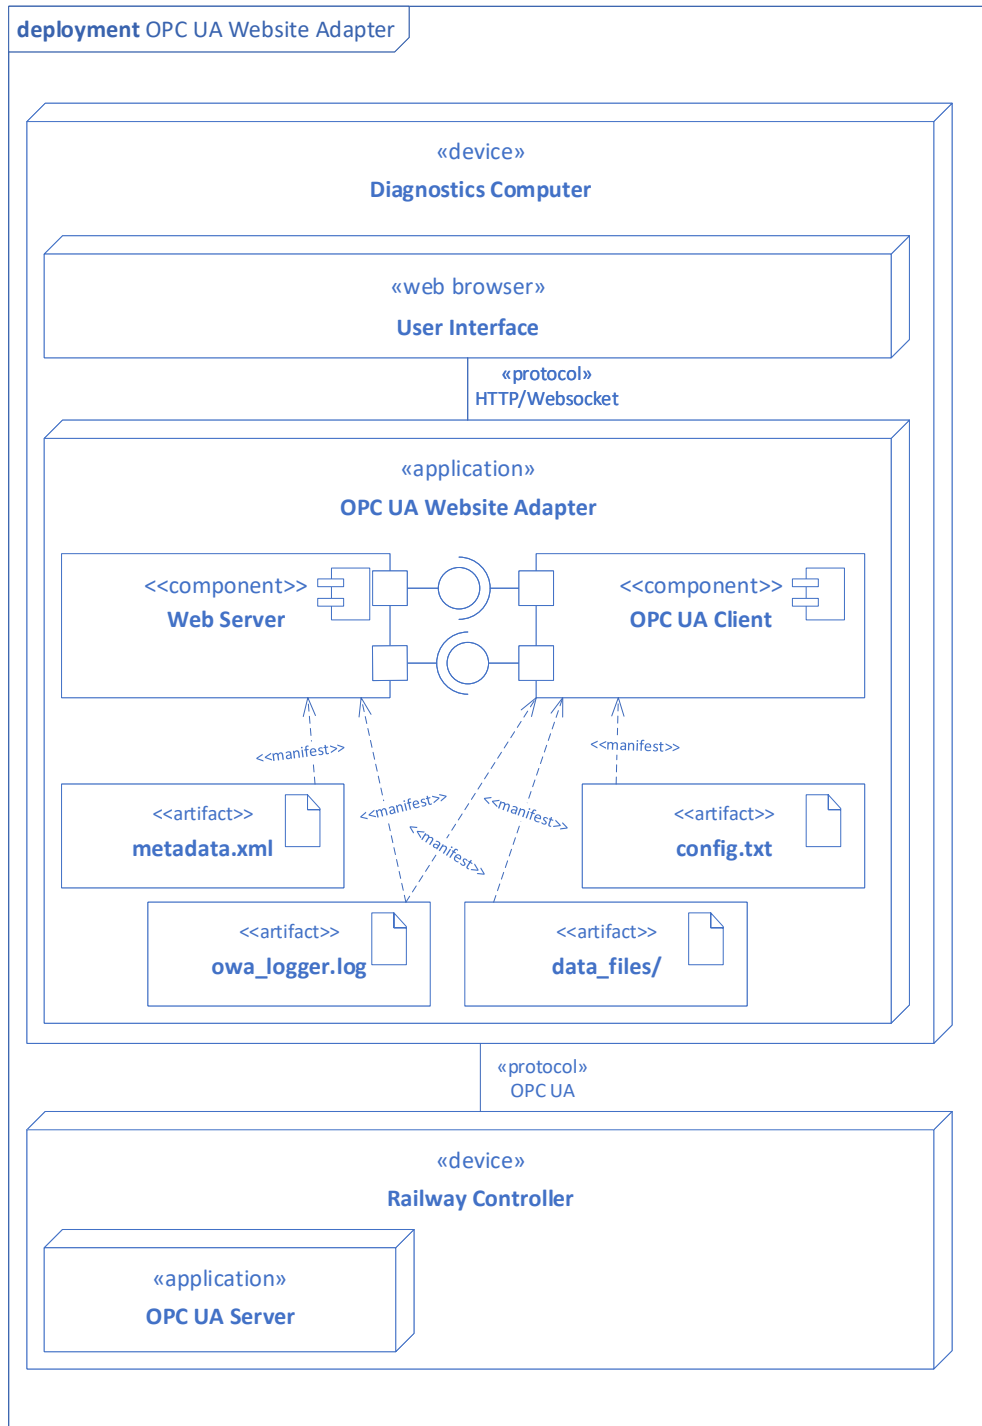 deployment OPC UA Website Adapter
«device»
Diagnostics Computer
«web browser»
User Interface
«protocol»
HTTP/Websocket
«application»
OPC UA Website Adapter
<<component>>
Web Server
<<component>>
OPC UA Client
<<manifest>>
<<manifest>>
<<manifest>>
<<manifest>>
<<manifest>>
<<artifact>>
metadata.xml
<<artifact>>
config.txt
<<artifact>>
owa_logger.log
<<artifact>>
data_files/
«protocol»
OPC UA
«device»
Railway Controller
«application»
OPC UA Server